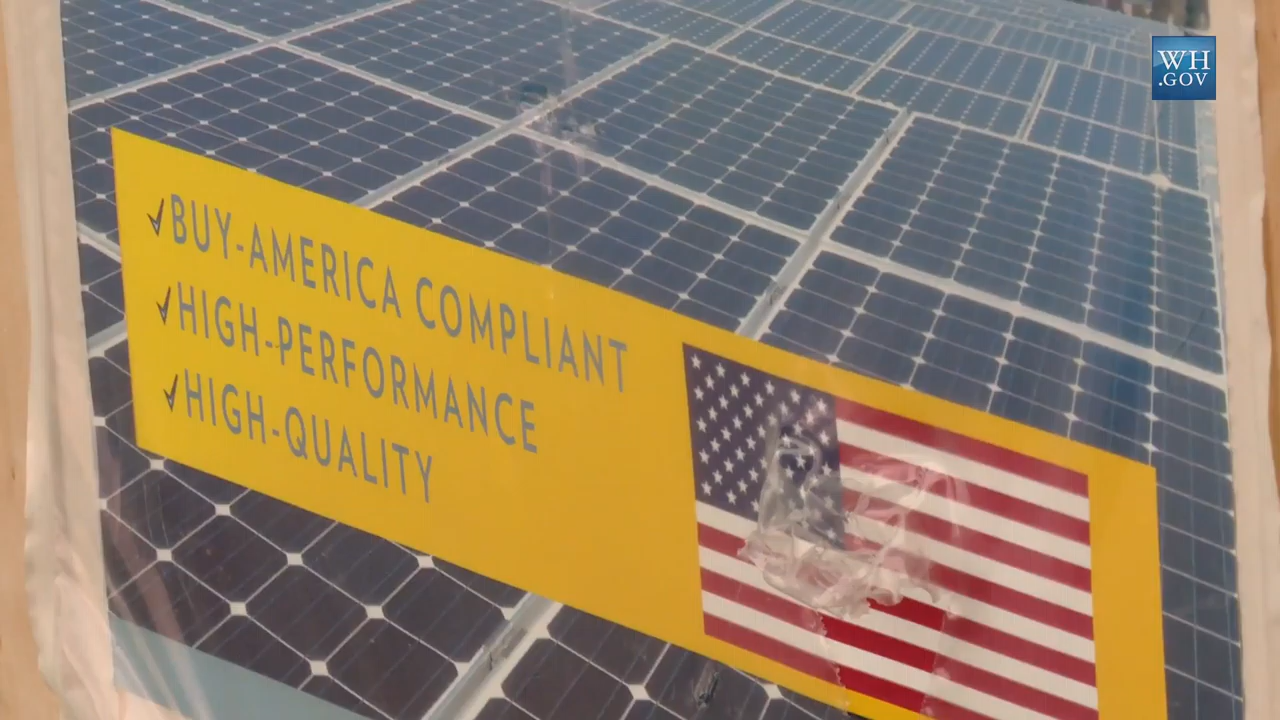 WH
.GOV
✓BUY-AMERICA COMPLIANT
✓HIGH-PERFORMANCE
✓HIGH-QUALITY